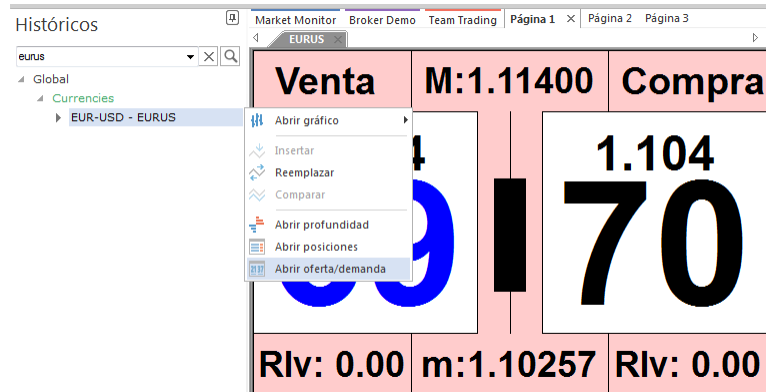 Históricos
eurus
Global
Currencies
EUR-USD - EURUS
Market Monitor Broker Demo Team Trading Página 1 Página 2 Página 3
EURUS
Venta M:1.11400 Compra
Abrir gráfico
Insertar
Reemplazar
Comparar
Abrir profundidad
Abrir posiciones
Abrir oferta/demanda
4
9
1.104
70
Rlv: 0.00 m:1.10257 Rlv: 0.00